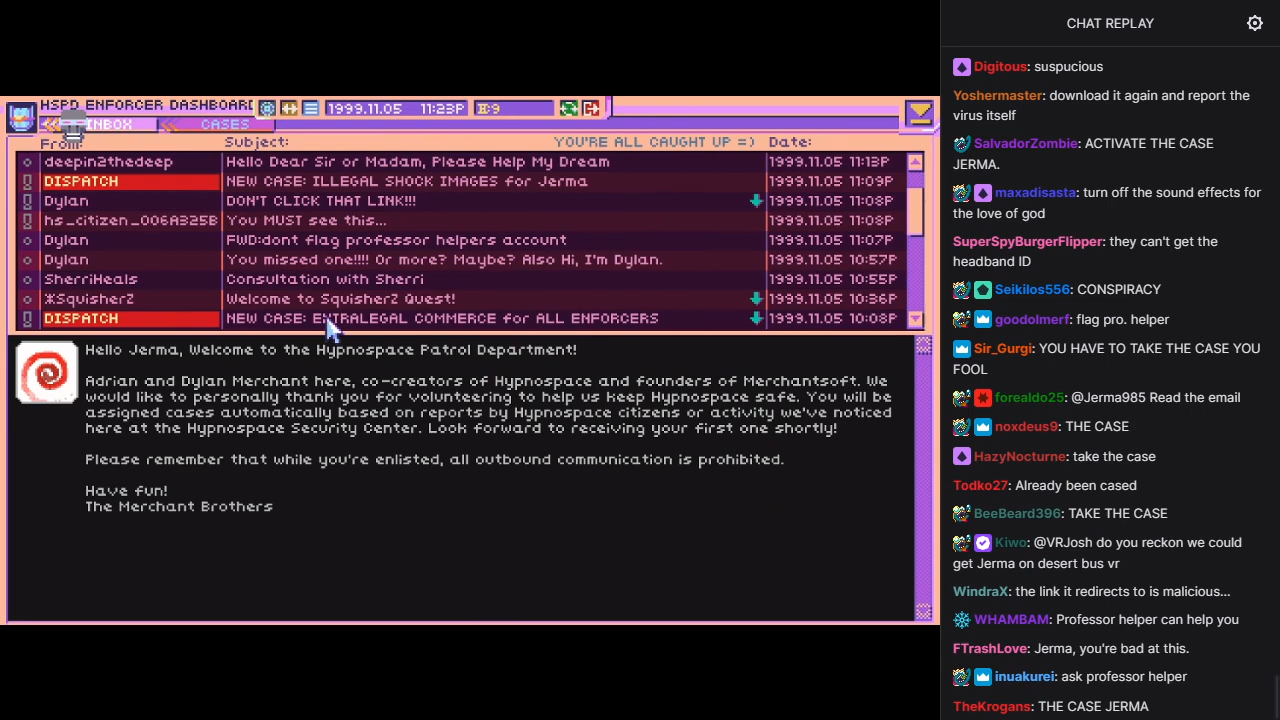 HSPD ENFORCER DASHBOARD
1999.11.05 11:23P
9
INBOX
CASES
From:
Subject:
YOU'RE ALL CAUGHT UP =)
Date:
deepin2thedeep Hello Dear Sir or Madam, Please Help My Dream 1999.11.05 11:13P
DISPATCH NEW CASE: ILLEGAL SHOCK IMAGES for Jerma 1999.11.05 11:09P
Dylan DON'T CLICK THAT LINK!!! 1999.11.05 11:08P
hs_citizen_006A325B You MUST see this... 1999.11.05 11:08P
Dylan FWD:dont flag professor helpers account 1999.11.05 11:07P
Dylan You missed one!!!! Or more? Maybe? Also Hi, I'm Dylan. 1999.11.05 10:57P
SherriHeals Consultation with Sherri 1999.11.05 10:55P
*SquisherZ Welcome to SquisherZ Quest! 1999.11.05 10:36P
DISPATCH NEW CASE: EXTRALEGAL COMMERCE for ALL ENFORCERS 1999.11.05 10:08P
Hello Jerma, Welcome to the Hypnospace Patrol Department!
Adrian and Dylan Merchant here, co-creators of Hypnospace and founders of Merchantsoft. We
would like to personally thank you for volunteering to help us keep Hypnospace safe. You will be
assigned cases automatically based on reports by Hypnospace citizens or activity we've noticed
here at the Hypnospace Security Center. Look forward to receiving your first one shortly!
Please remember that while you're enlisted, all outbound communication is prohibited.
Have fun!
The Merchant Brothers
CHAT REPLAY
Digitous: suspucious
Yoshermaster: download it again and report the
virus itself
SalvadorZombie: ACTIVATE THE CASE
JERMA.
maxadisasta: turn off the sound effects for
the love of god
SuperSpyBurgerFlipper: they can't get the
headband ID
Seikilos556: CONSPIRACY
goodolmerf: flag pro. helper
Sir_Gurgi: YOU HAVE TO TAKE THE CASE YOU
FOOL
forealdo25: @Jerma985 Read the email
noxdeus9: THE CASE
HazyNocturne: take the case
Todko27: Already been cased
BeeBeard396: TAKE THE CASE
Kiwo: @VRJosh do you reckon we could
get Jerma on desert bus vr
WindraX: the link it redirects to is malicious...
WHAMBAM: Professor helper can help you
FTrashLove: Jerma, you're bad at this.
inuakurei: ask professor helper
TheKrogans: THE CASE JERMA